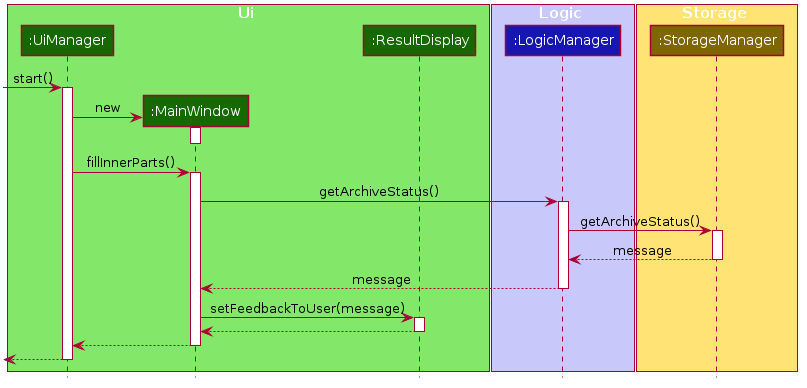 Ui
Logic
Storage
:UiManager
:ResultDisplay
:LogicManager
:StorageManager
start()
new
:MainWindow
fillInnerParts()
getArchiveStatus()
getArchiveStatus()
message
message
setFeedbackToUser(message)